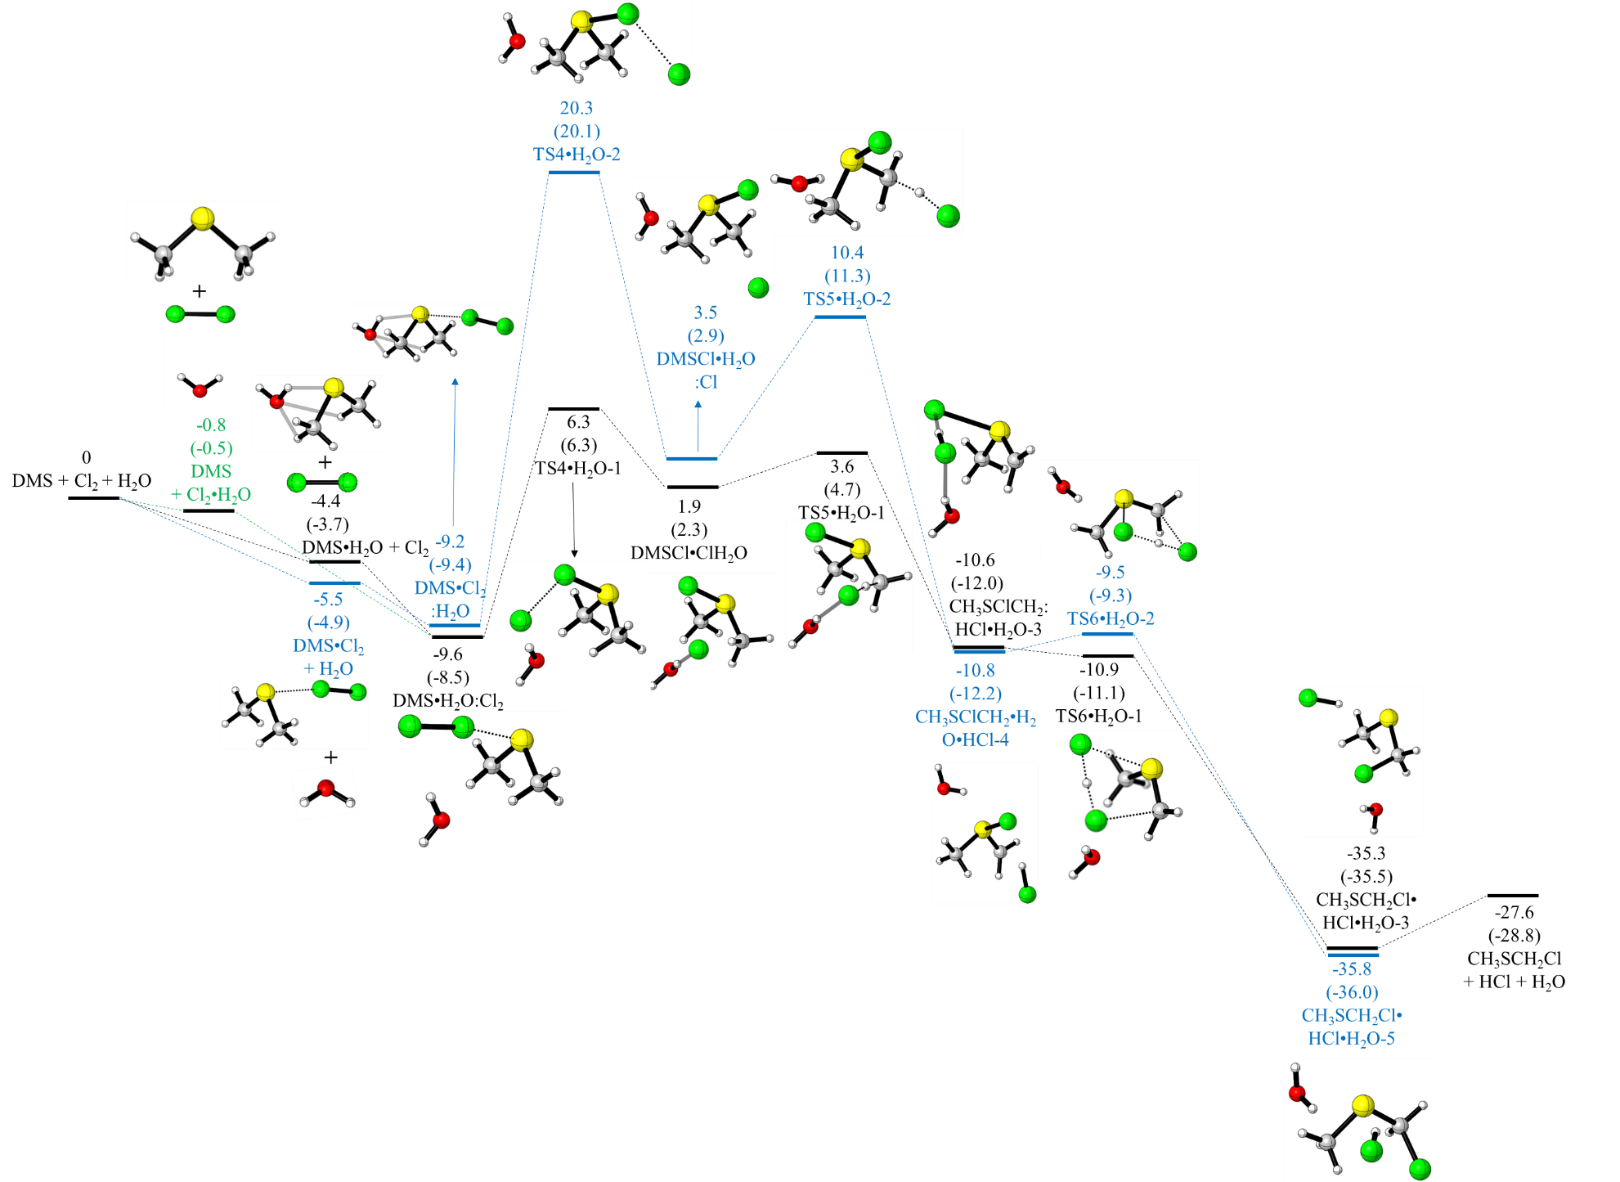 20.3
(20.1)
TS4•H₂O-2
10.4
(11.3)
TS5•H₂O-2
3.5
(2.9)
DMSCl•H₂O
:Cl
+
0
DMS + Cl₂ + H₂O
-0.8
(-0.5)
DMS
+ Cl₂•H₂O
+
-4.4
(-3.7)
DMS•H₂O + Cl₂
-5.5
(-4.9)
DMS•Cl₂
+ H₂O
+
-9.2
(-9.4)
DMS•Cl₂
:H₂O
-9.6
(-8.5)
DMS•H₂O:Cl₂
6.3
(6.3)
TS4•H₂O-1
1.9
(2.3)
DMSCl•ClH₂O
3.6
(4.7)
TS5•H₂O-1
-10.6
(-12.0)
CH₃SClCH₂:
HCl•H₂O-3
-10.8
(-12.2)
CH₃SClCH₂•H₂
O•HCl-4
-9.5
(-9.3)
TS6•H₂O-2
-10.9
(-11.1)
TS6•H₂O-1
-35.3
(-35.5)
CH₃SCH₂Cl•
HCl•H₂O-3
-35.8
(-36.0)
CH₃SCH₂Cl•
HCl•H₂O-5
-27.6
(-28.8)
CH₃SCH₂Cl
+ HCl + H₂O